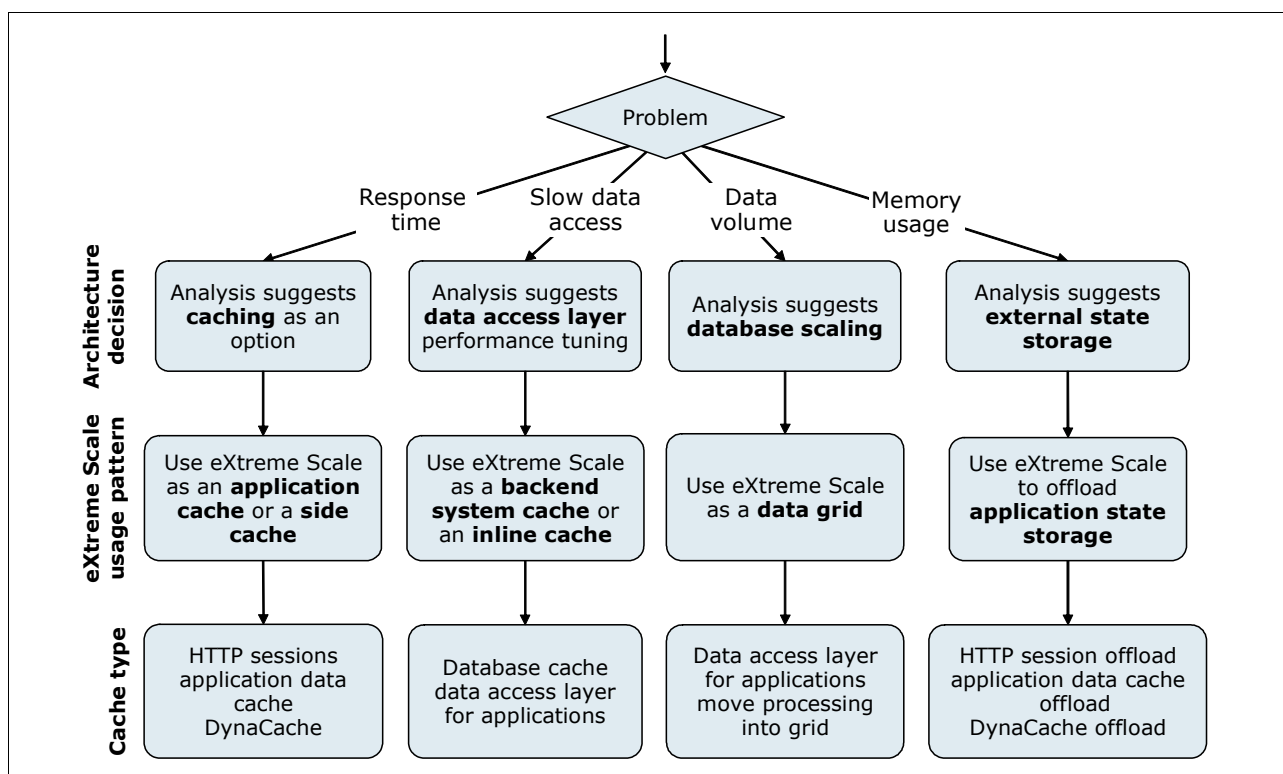 Problem
Response
time
Slow data
access
Data
volume
Memory
usage
Architecture
decision
Analysis suggests
caching as an
option
Analysis suggests
data access layer
performance tuning
Analysis suggests
database scaling
Analysis suggests
external state
storage
eXtreme Scale
usage pattern
Use eXtreme Scale
as an application
cache or a side
cache
Use eXtreme Scale
as a backend
system cache or
an inline cache
Use eXtreme Scale
as a data grid
Use eXtreme Scale
to offload
application state
storage
Cache type
HTTP sessions
application data
cache
DynaCache
Database cache
data access layer
for applications
Data access layer
for applications
move processing
into grid
HTTP session offload
application data cache
offload
DynaCache offload